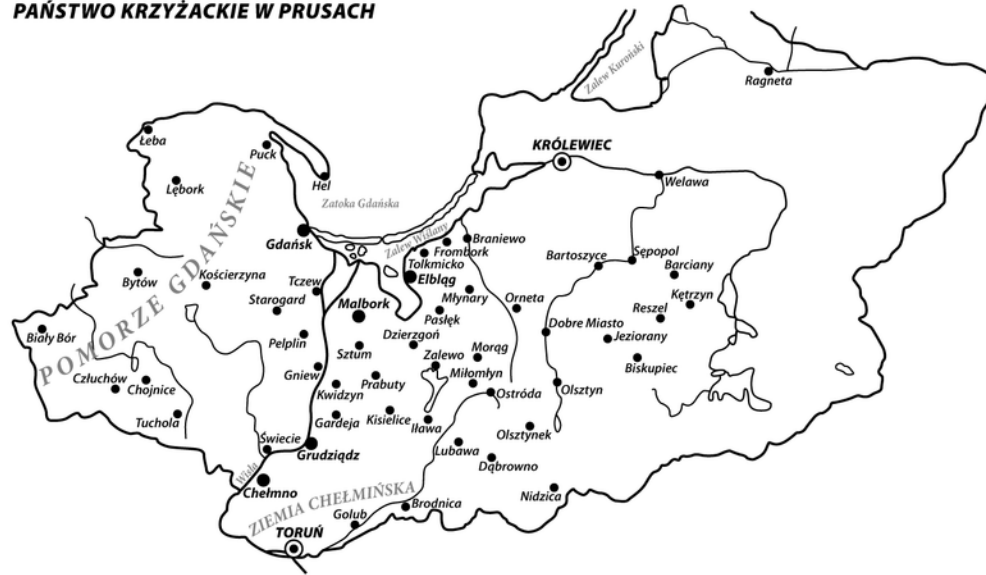 PAŃSTWO KRZYŻACKIE W PRUSACH
Zalew Kuroński
Ragneta
Łeba
Puck
KRÓLEWIEC
Lębork
Hel
Welawa
Zatoka Gdańska
POMORZE GDAŃSKIE
Gdańsk
Zalew Wiślany
Braniewo
Frombork
Tolkmicko
Elbląg
Bartoszyce
Sępopol
Barciany
Bytów
Kościerzyna
Tczew
Starogard
Malbork
Młynary
Orneta
Kętrzyn
Reszel
Pasłęk
Biały Bór
Pelplin
Dzierzgoń
Dobre Miasto
Jeziorany
Sztum
Zalewo
Morąg
Biskupiec
Człuchów
Chojnice
Gniew
Kwidzyn
Prabuty
Miłomłyn
Ostróda
Olsztyn
Tuchola
Gardeja
Kisielice
Iława
Olsztynek
Świecie
Grudziądz
Lubawa
Dąbrowno
Wisła
Chełmno
Nidzica
ZIEMIA CHEŁMIŃSKA
Golub
Brodnica
TORUŃ